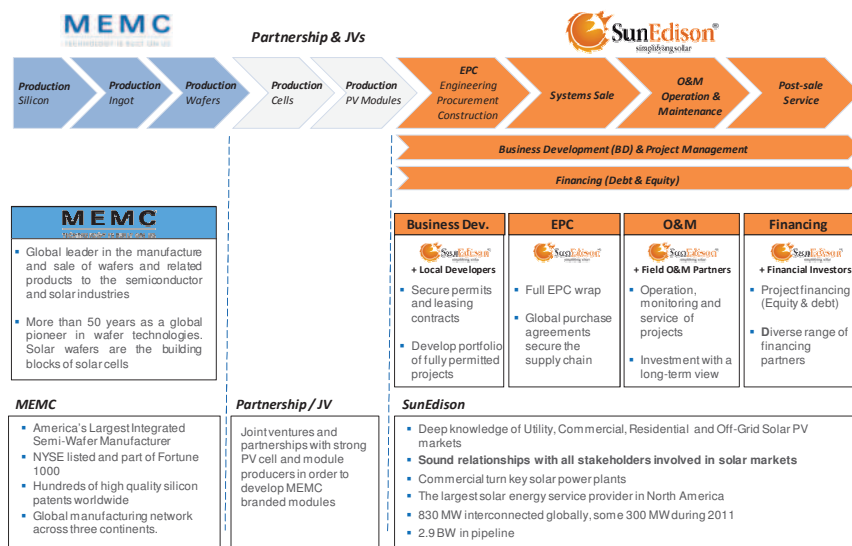 MEMC
TECHNOLOGY IS BUILT ON US
Partnership & JVs
SunEdison®
simplifying solar
Production
Silicon
Production
Ingot
Production
Wafers
Production
Cells
Production
PV Modules
EPC
Engineering
Procurement
Construction
Systems Sale
O&M
Operation &
Maintenance
Post-sale
Service
Business Development (BD) & Project Management
Financing (Debt & Equity)
MEMC
Global leader in the manufacture
and sale of wafers and related
products to the semiconductor
and solar industries
More than 50 years as a global
pioneer in wafer technologies.
Solar wafers are the building
blocks of solar cells
Business Dev.
SunEdison
+ Local Developers
Secure permits
and leasing
contracts
Develop portfolio
of fully permitted
projects
EPC
SunEdison
Full EPC wrap
Global purchase
agreements
secure the
supply chain
O&M
SunEdison
+ Field O&M Partners
Operation,
monitoring and
service of
projects
Investment with a
long-term view
Financing
SunEdison
+ Financial Investors
Project financing
(Equity & debt)
Diverse range of
financing
partners
MEMC
America's Largest Integrated
Semi-Wafer Manufacturer
NYSE listed and part of Fortune
1000
Hundreds of high quality silicon
patents worldwide
Global manufacturing network
across three continents.
Partnership / JV
Joint ventures and
partnerships with strong
PV cell and module
producers in order to
develop MEMC
branded modules
SunEdison
Deep knowledge of Utility, Commercial, Residential and Off-Grid Solar PV
markets
Sound relationships with all stakeholders involved in solar markets
Commercial turn key solar power plants
The largest solar energy service provider in North America
830 MW interconnected globally, some 300 MW during 2011
2.9 BW in pipeline